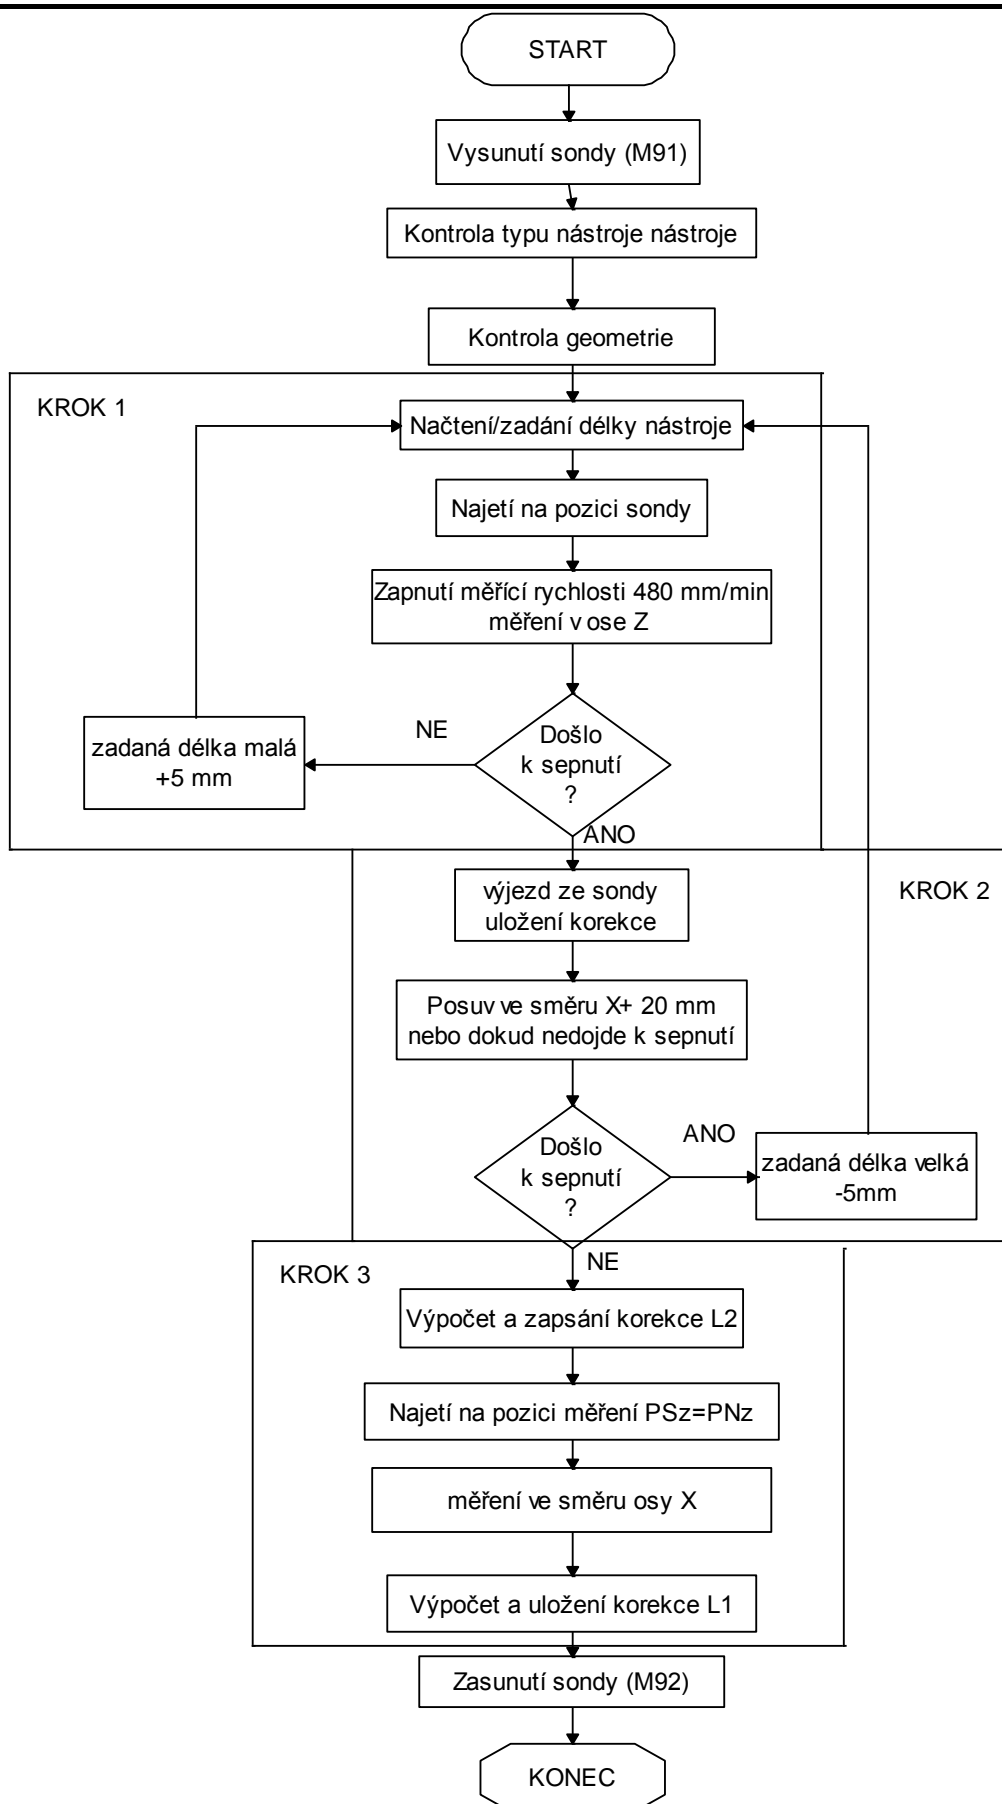 START
Vysunutí sondy (M91)
Kontrola typu nástroje nástroje
Kontrola geometrie
KROK 1
Načtení/zadání délky nástroje
Najetí na pozici sondy
Zapnutí měřící rychlosti 480 mm/min
měření v ose Z
Došlo
k sepnutí
?
NE
zadaná délka malá
+5 mm
ANO
KROK 2
výjezd ze sondy
uložení korekce
Posuv ve směru X+ 20 mm
nebo dokud nedojde k sepnutí
Došlo
k sepnutí
?
ANO
zadaná délka velká
-5mm
NE
KROK 3
Výpočet a zapsání korekce L2
Najetí na pozici měření PSz=PNz
měření ve směru osy X
Výpočet a uložení korekce L1
Zasunutí sondy (M92)
KONEC